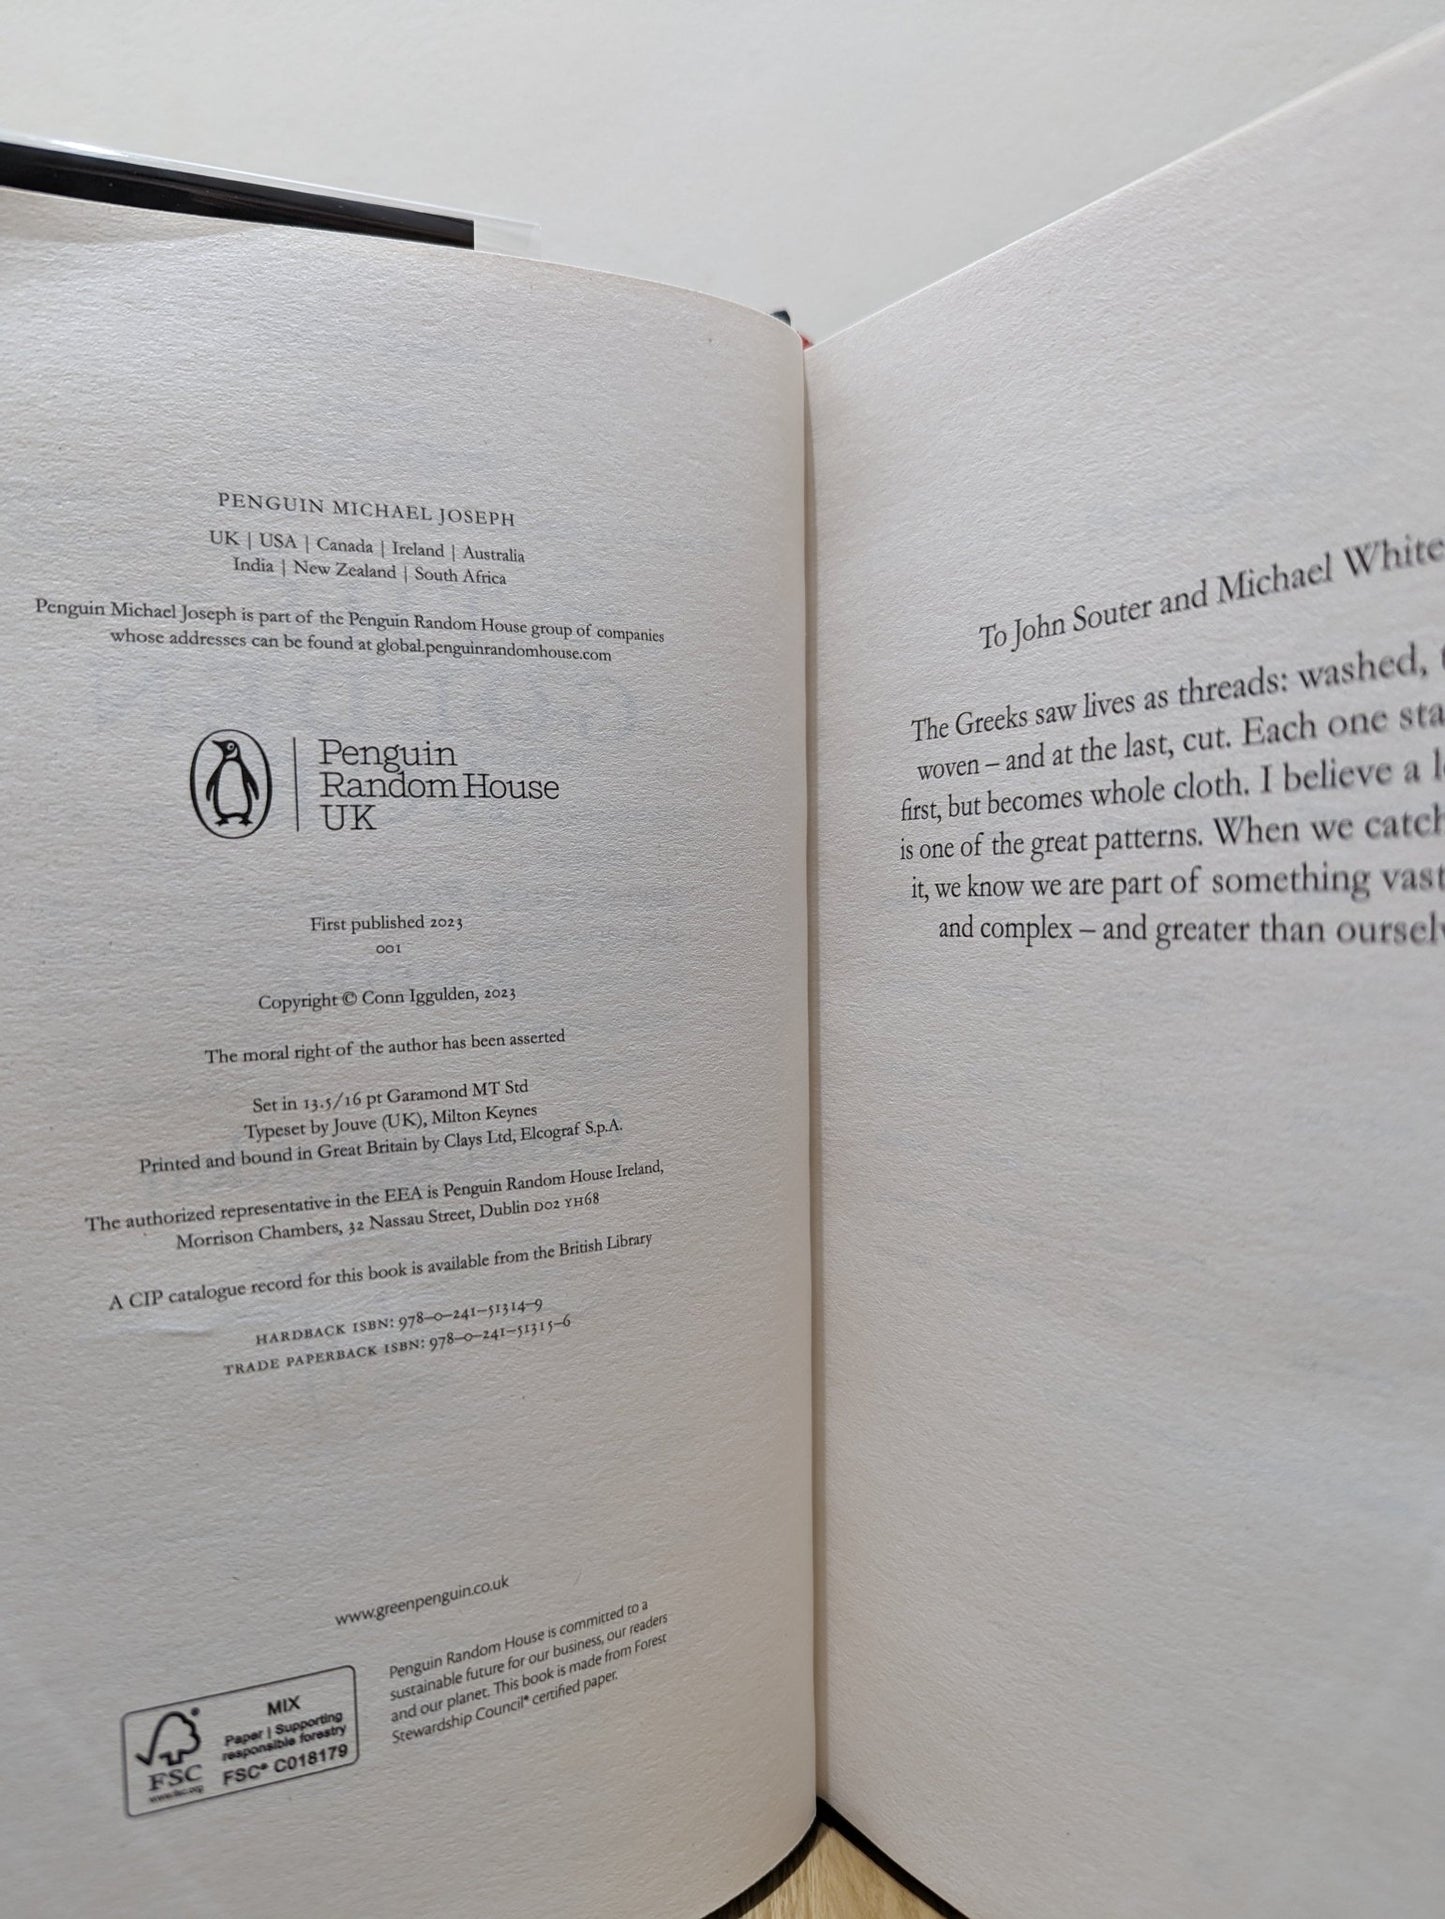 PENGUIN MICHAEL JOSEPH
UK | USA | Canada | Ireland | Australia
India | New Zealand | South Africa
Penguin Michael Joseph is part of the Penguin Random House group of companies
whose addresses can be found at global.penguinrandomhouse.com
Penguin
Random House
UK
First published 2023
001
Copyright © Conn Iggulden, 2023
The moral right of the author has been asserted
Set in 13.5/16 pt Garamond MT Std
Typeset by Jouve (UK), Milton Keynes
Printed and bound in Great Britain by Clays Ltd, Elcograf S.p.A.
The authorized representative in the EEA is Penguin Random House Ireland,
Morrison Chambers, 32 Nassau Street, Dublin D02 YH68
A CIP catalogue record for this book is available from the British Library
HARDBACK ISBN: 978–0–241–51314–9
TRADE PAPERBACK ISBN: 978–0–241–51315–6
www.greenpenguin.co.uk
Penguin Random House is committed to a
sustainable future for our business, our readers
and our planet. This book is made from Forest
Stewardship Council® certified paper.
MIX
Paper | Supporting
responsible forestry
FSC® C018179
FSC
www.fsc.org
To John Souter and Michael White
The Greeks saw lives as threads: washed,
woven – and at the last, cut. Each one sta
first, but becomes whole cloth. I believe a
is one of the great patterns. When we catch
it, we know we are part of something vast
and complex – and greater than oursel